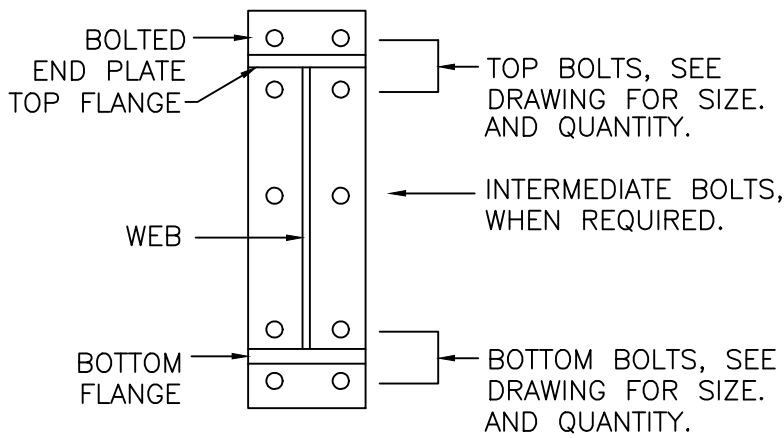 BOLTED
END PLATE
TOP FLANGE
TOP BOLTS, SEE
DRAWING FOR SIZE.
AND QUANTITY.
INTERMEDIATE BOLTS,
WHEN REQUIRED.
WEB
BOTTOM
FLANGE
BOTTOM BOLTS, SEE
DRAWING FOR SIZE.
AND QUANTITY.